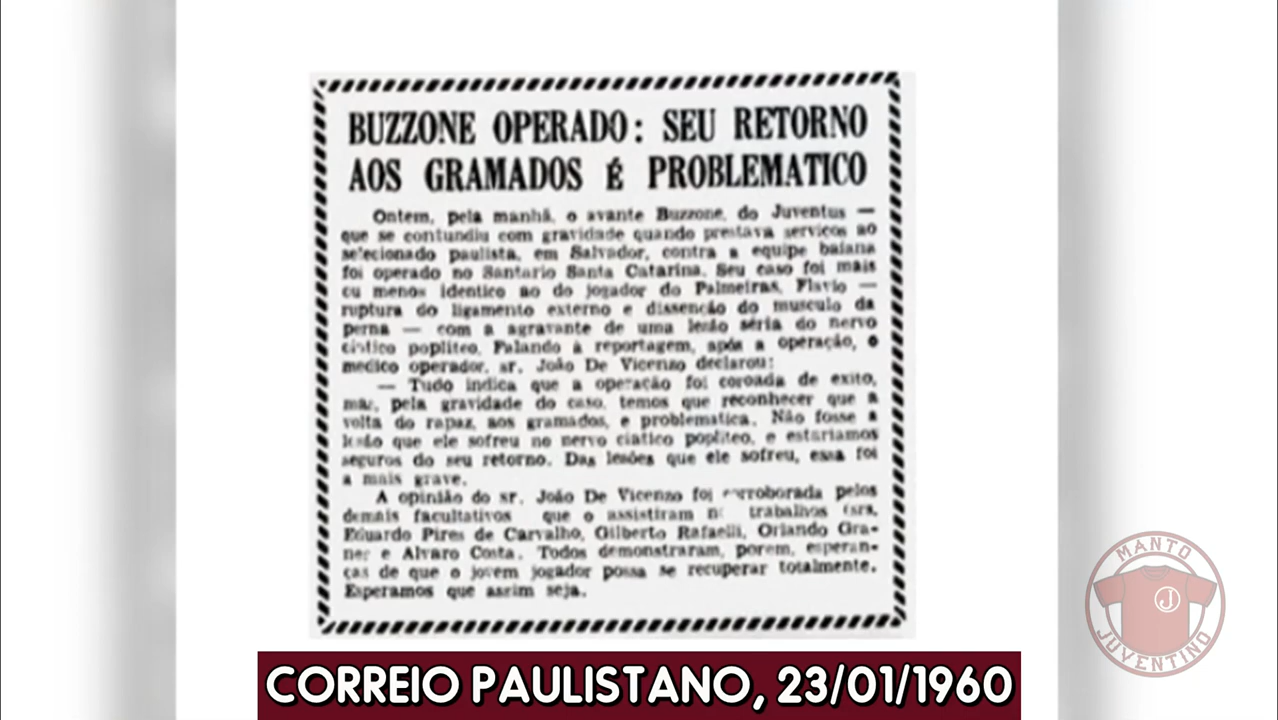 BUZZONE OPERADO: SEU RETORNO
AOS GRAMADOS É PROBLEMATICO
Ontem, pela manhã, o avante Buzzone, do Juventus —
que se contundiu com gravidade quando prestava serviços ao
selecionado paulista, em Salvador, contra a equipe baiana
foi operado no Santario Santa Catarina. Seu caso foi mais
cu menos identico ao do jogador do Palmeiras, Flavio —
ruptura do ligamento externo e dissenção do musculo da
perna — com a agravante de uma lesão séria do nervo
ciatico popliteo. Falando à reportagem, após a operação, o
medico operador, sr. João De Vicenzo declarou:
— Tudo indica que a operação foi coroada de exito,
mas, pela gravidade do caso, temos que reconhecer que a
volta do rapaz, aos gramados, e problematica. Não fosse a
lesão que ele sofreu no nervo ciatico popliteo, e estariamos
seguros do seu retorno. Das lesões que ele sofreu, essa foi
a mais grave.
A opinião do sr. João De Vicenzo foi corroborada pelos
demais facultativos que o assistiram trabalhos (srs.
Eduardo Pires de Carvalho, Gilberto Rafaelli, Orlando Gra-
ner e Alvaro Costa. Todos demonstraram, porem, esperan-
ças de que o jovem jogador possa se recuperar totalmente.
Esperamos que assim seja.
CORREIO PAULISTANO, 23/01/1960
MANTO
J
JUVENTINO